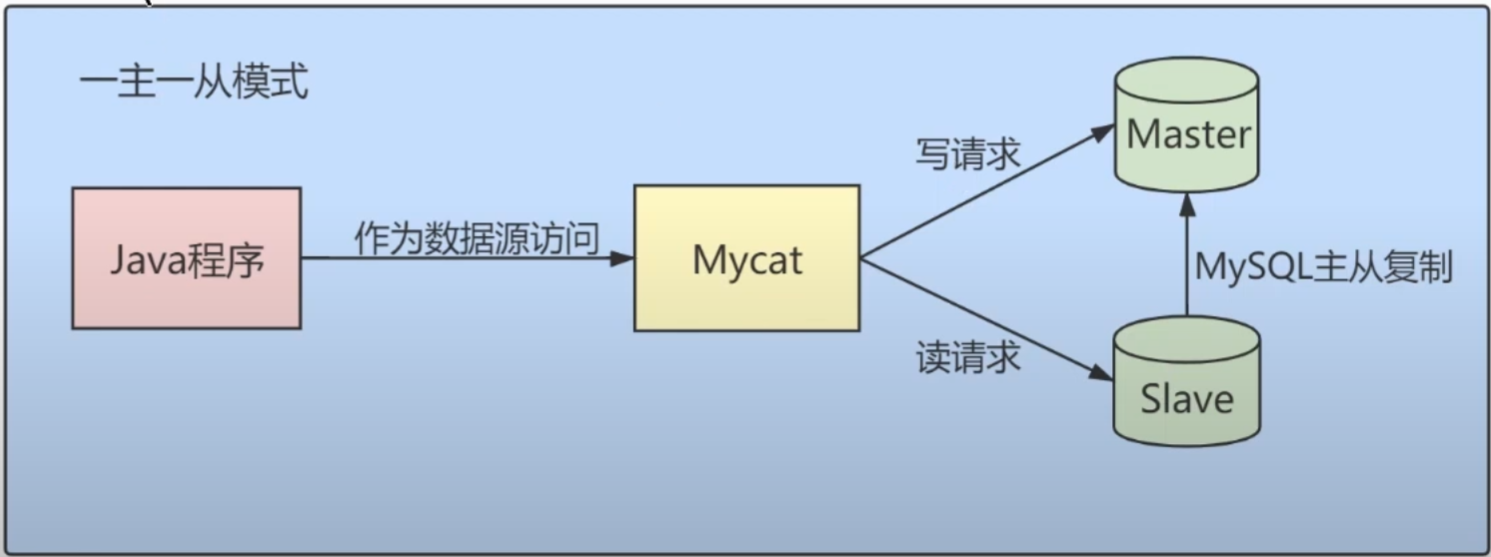 一主一从模式
Java程序
作为数据源访问
Mycat
写请求
读请求
Master
MySQL主从复制
Slave